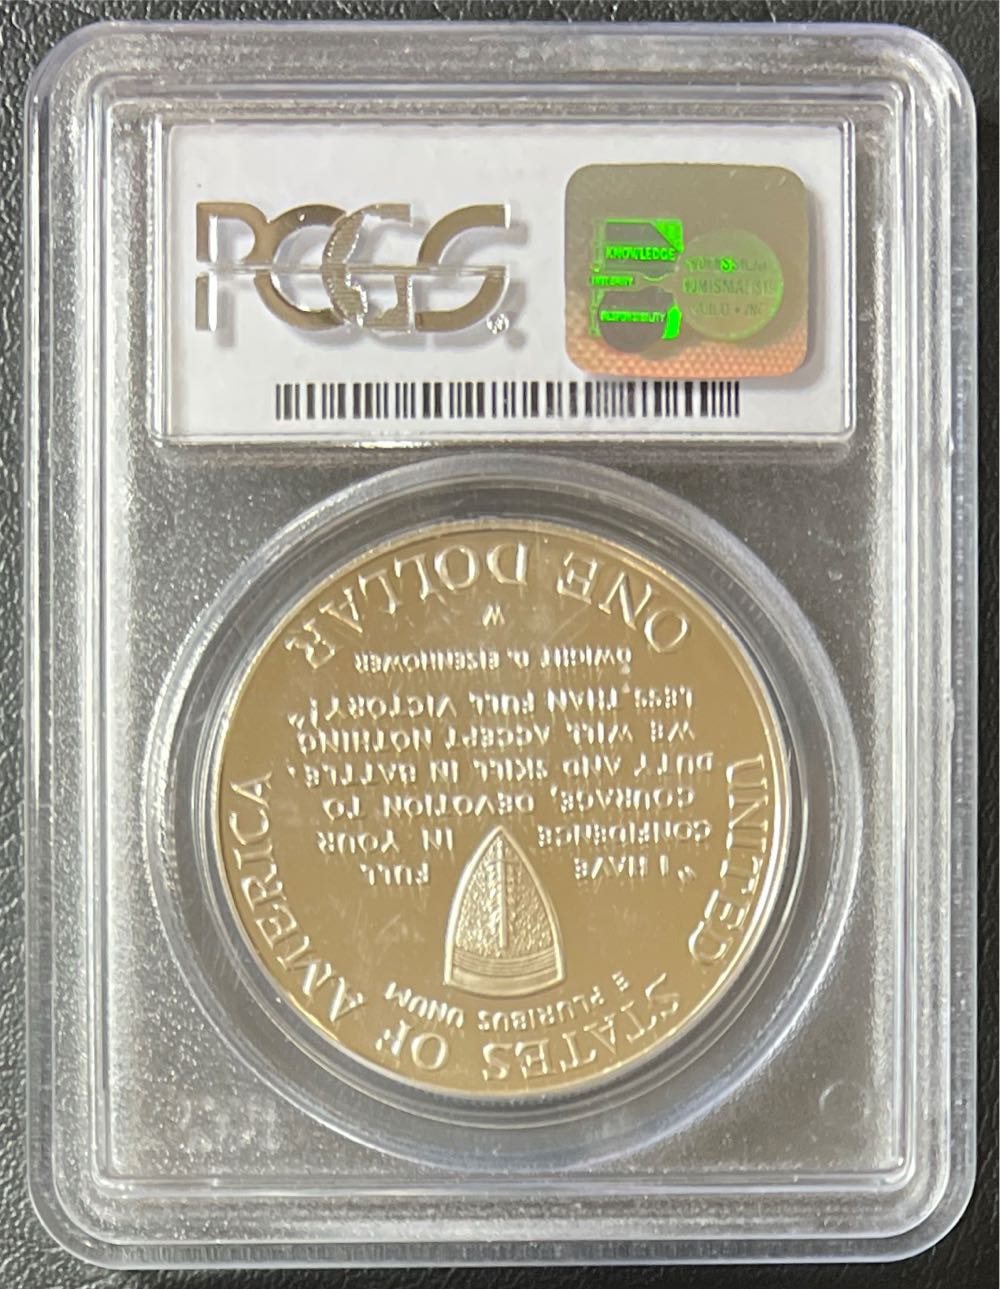 PCGS®
KNOWLEDGE
INTEGRITY
RESPONSIBILITY
UNITED STATES OF AMERICA
E PLURIBUS UNUM
"I HAVE FULL
CONFIDENCE IN YOUR
COURAGE, DEVOTION TO
DUTY AND SKILL IN BATTLE.
WE WILL ACCEPT NOTHING
LESS THAN FULL VICTORY!"
DWIGHT D. EISENHOWER
W
ONE DOLLAR